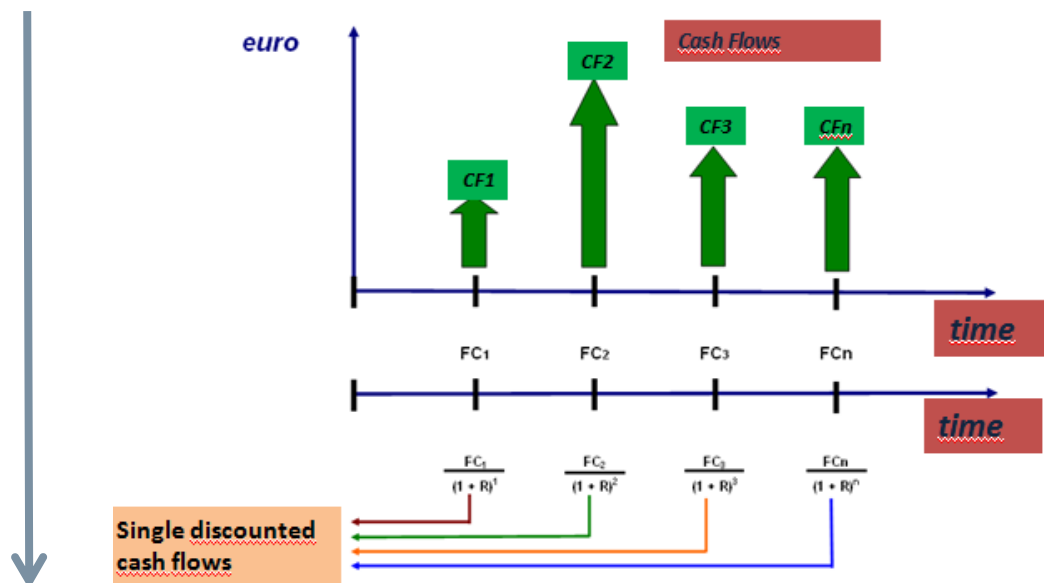 euro
Cash Flows
CF2
CF3
CFn
CF1
time
FC₁ FC₂ FC₃ FCn
time
FC₁ FC₂ FC₃ FCn
(1 + R)¹ (1 + R)² (1 + R)³ (1 + R)ⁿ
Single discounted
cash flows